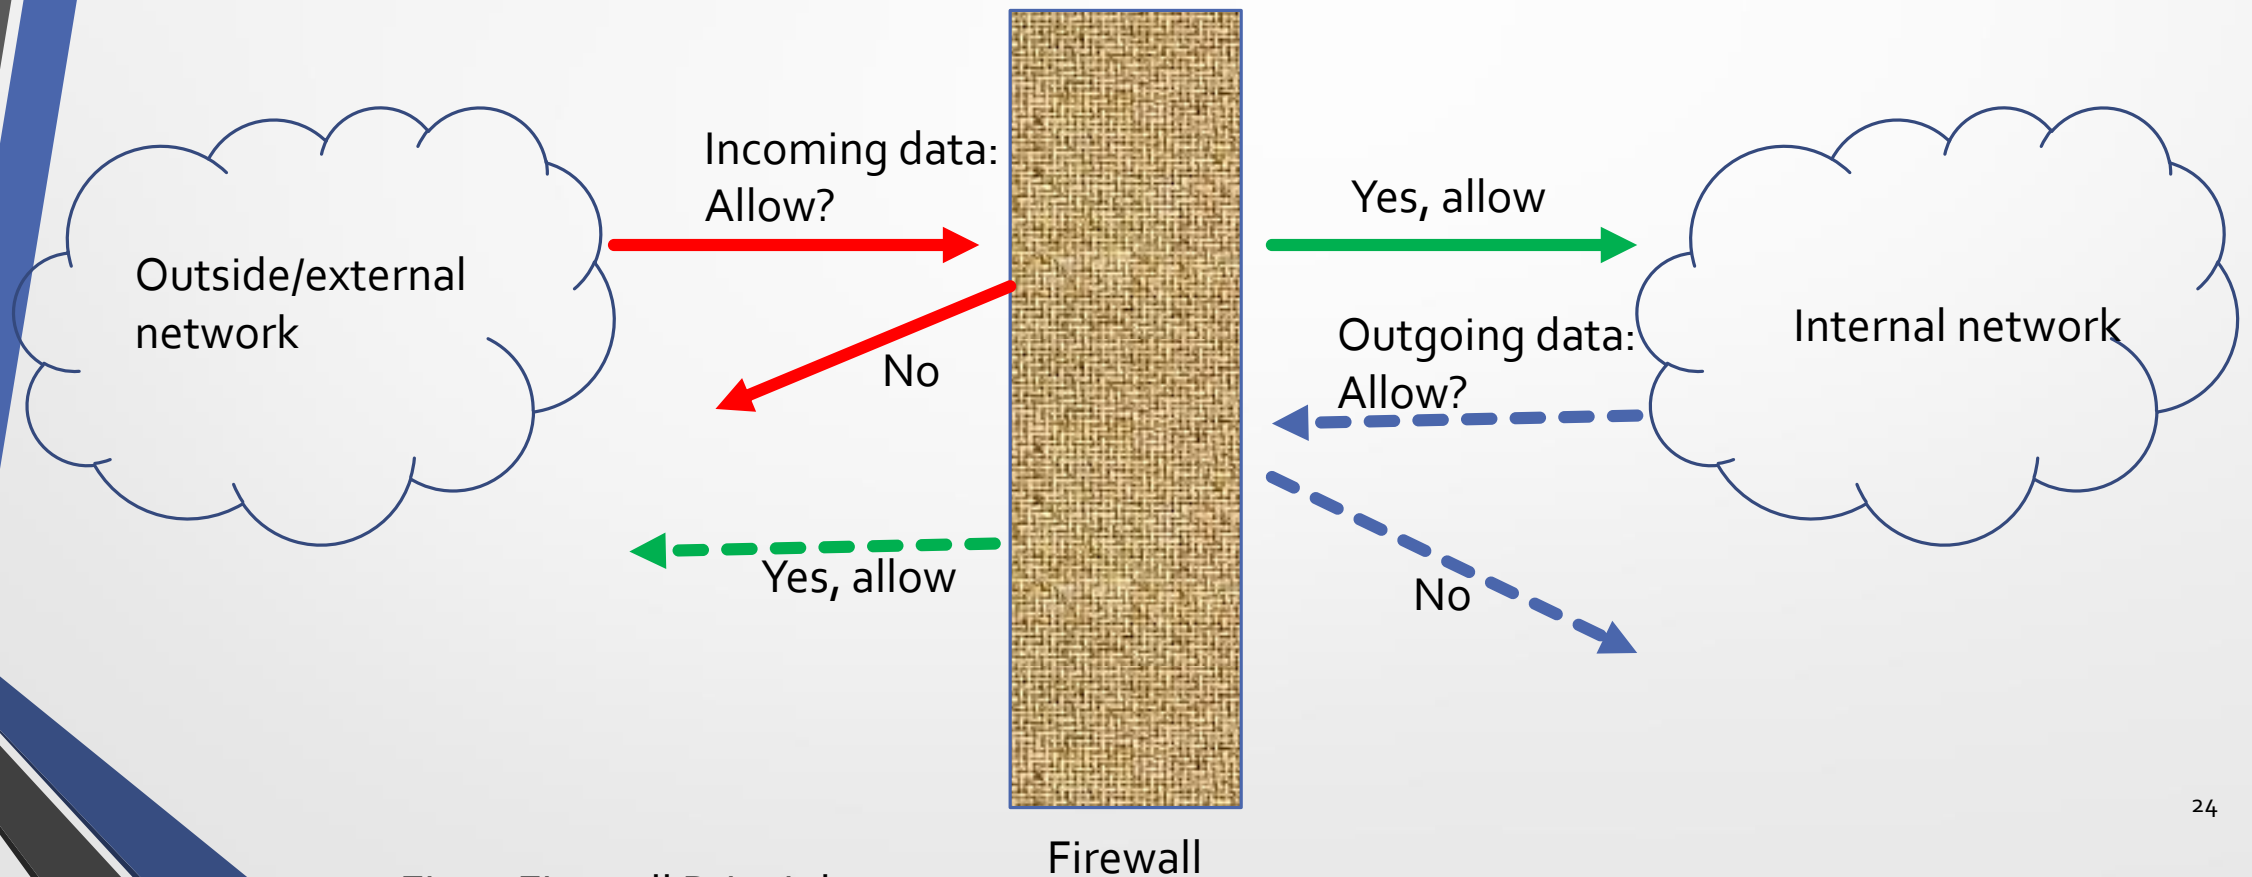 Incoming data:
Allow?
Yes, allow
Outside/external
network
Internal network
Outgoing data:
Allow?
No
Yes, allow
No
24
Firewall